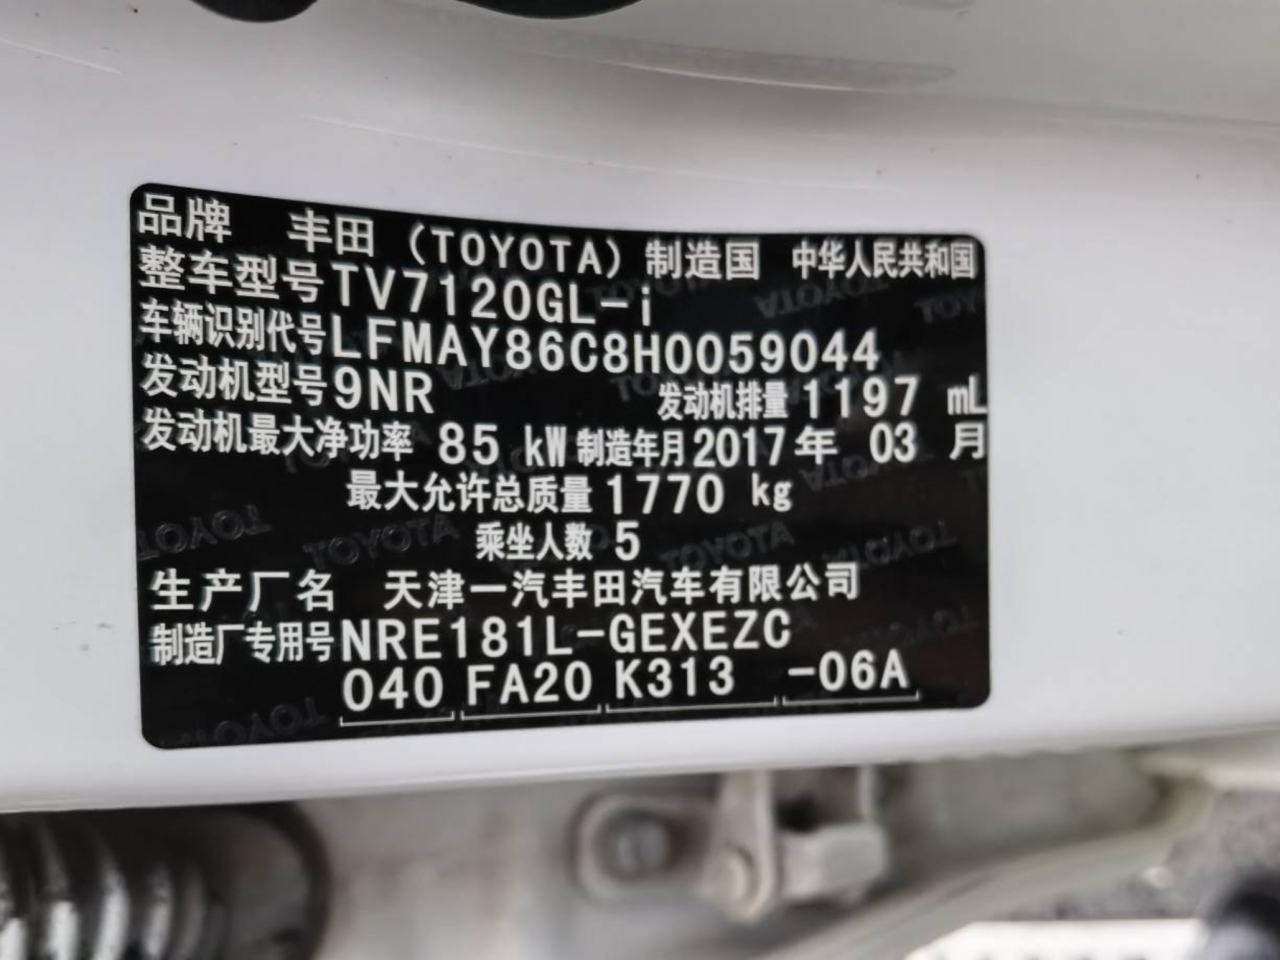 品牌 丰田（TOYOTA）制造国 中华人民共和国
整车型号TV7120GL-i
车辆识别代号LFMAY86C8H0059044
发动机型号9NR 发动机排量1197 mL
发动机最大净功率 85 kW 制造年月2017年 03 月
最大允许总质量1770 kg
乘坐人数 5
生产厂名 天津一汽丰田汽车有限公司
制造厂专用号NRE181L-GEXEZC
040 FA20 K313 -06A